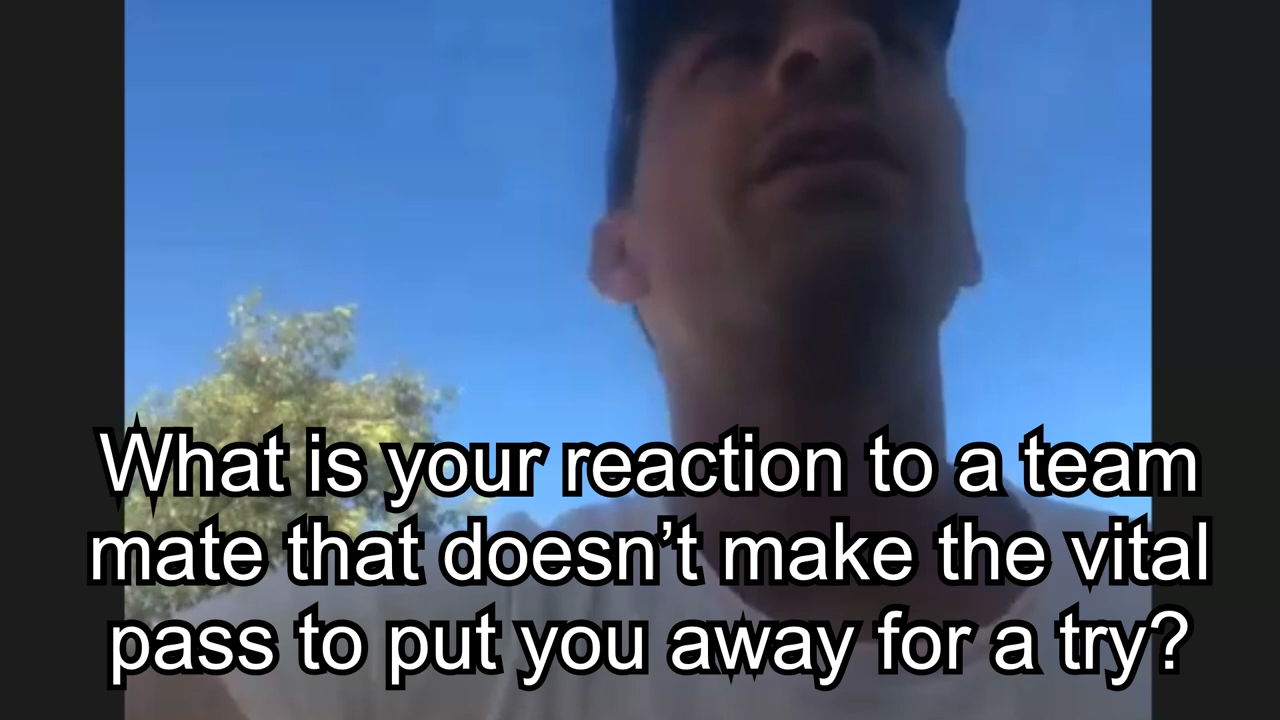 What is your reaction to a team
mate that doesn’t make the vital
pass to put you away for a try?